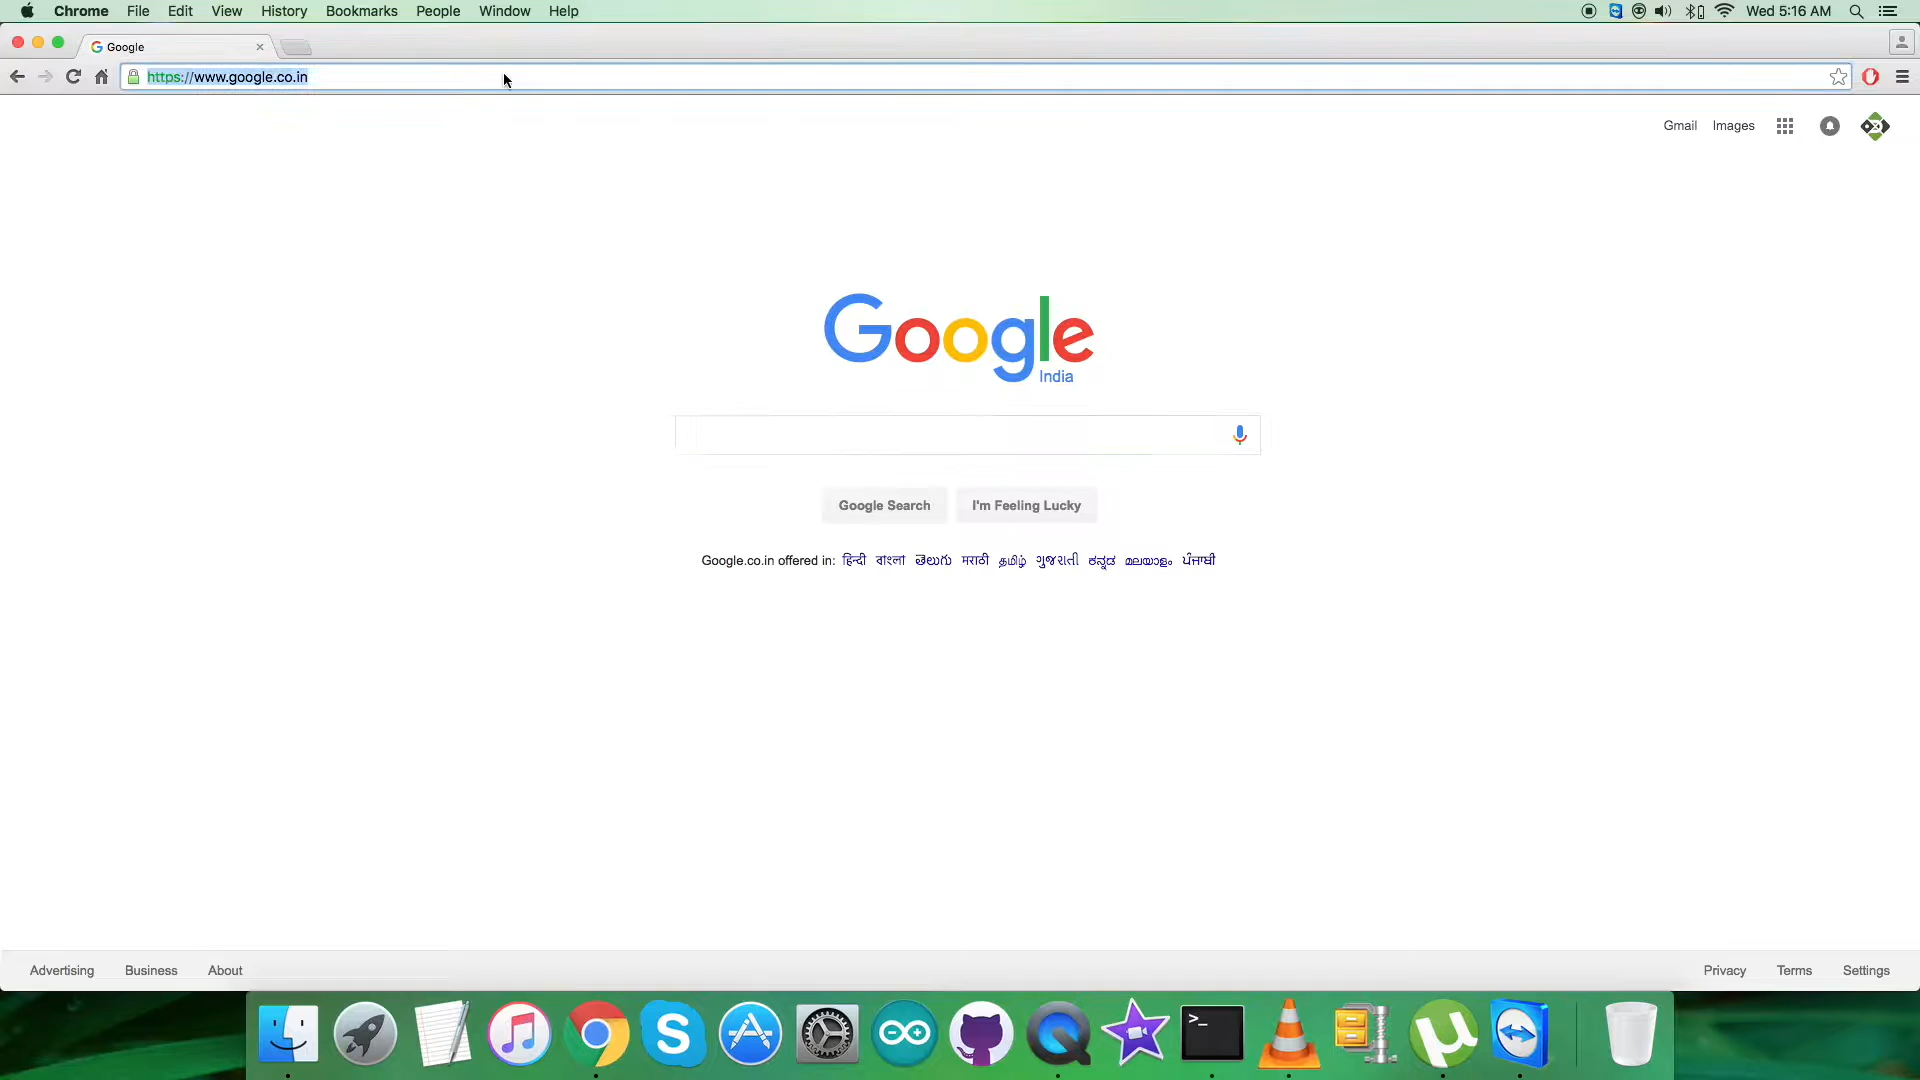 Chrome File Edit View History Bookmarks People Window Help Wed 5:16 AM
Google
https://www.google.co.in
Gmail Images
Google
India
Google Search I'm Feeling Lucky
Google.co.in offered in: हिन्दी বাংলা తెలుగు मराठी தமிழ் ગુજરાતી ಕನ್ನಡ മലയാളം ਪੰਜਾਬੀ
Advertising Business About Privacy Terms Settings